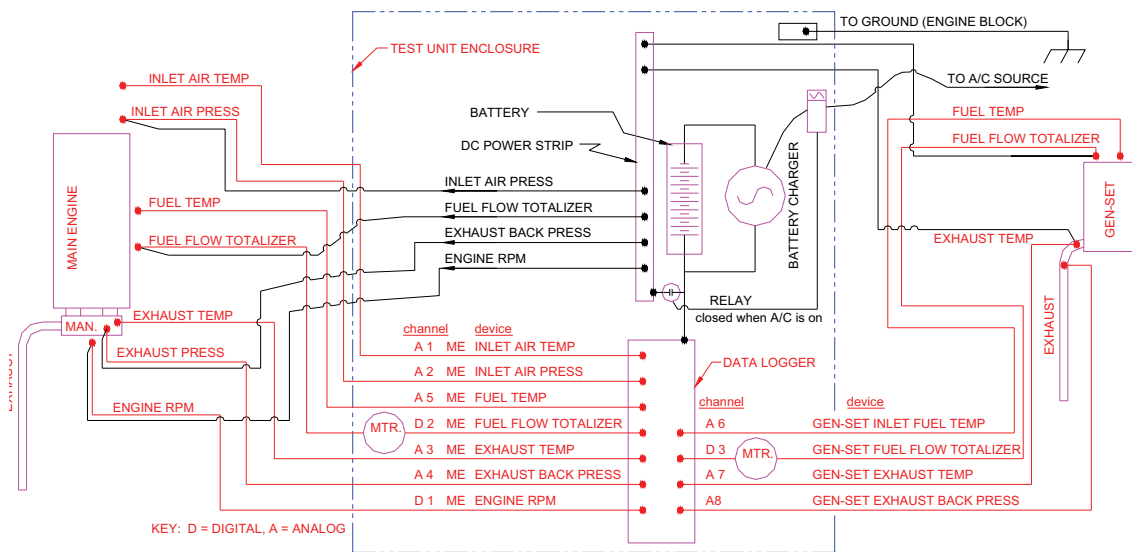 TO GROUND (ENGINE BLOCK)
TEST UNIT ENCLOSURE
INLET AIR TEMP
TO A/C SOURCE
INLET AIR PRESS
BATTERY
FUEL TEMP
FUEL FLOW TOTALIZER
DC POWER STRIP
MAIN ENGINE
INLET AIR PRESS
FUEL TEMP
FUEL FLOW TOTALIZER
BATTERY CHARGER
GEN-SET
FUEL FLOW TOTALIZER
EXHAUST BACK PRESS
EXHAUST TEMP
ENGINE RPM
RELAY
closed when A/C is on
MAN.
EXHAUST TEMP
EXHAUST
EXHAUST PRESS
ENGINE RPM
channel device
A 1 ME INLET AIR TEMP
A 2 ME INLET AIR PRESS
A 5 ME FUEL TEMP
MTR. D 2 ME FUEL FLOW TOTALIZER
A 3 ME EXHAUST TEMP
A 4 ME EXHAUST BACK PRESS
D 1 ME ENGINE RPM
DATA LOGGER
channel device
A 6 GEN-SET INLET FUEL TEMP
D 3 MTR. GEN-SET FUEL FLOW TOTALIZER
A 7 GEN-SET EXHAUST TEMP
A8 GEN-SET EXHAUST BACK PRESS
EXHAUST
KEY: D = DIGITAL, A = ANALOG